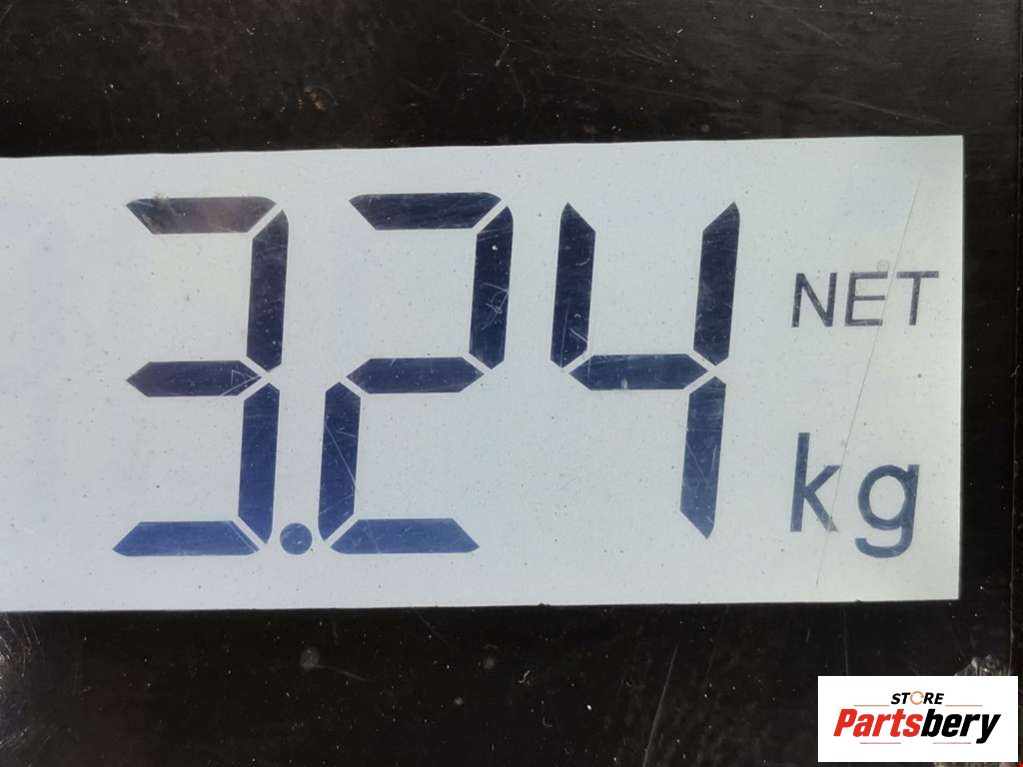 3.24
NET
kg
STORE
Partsbery